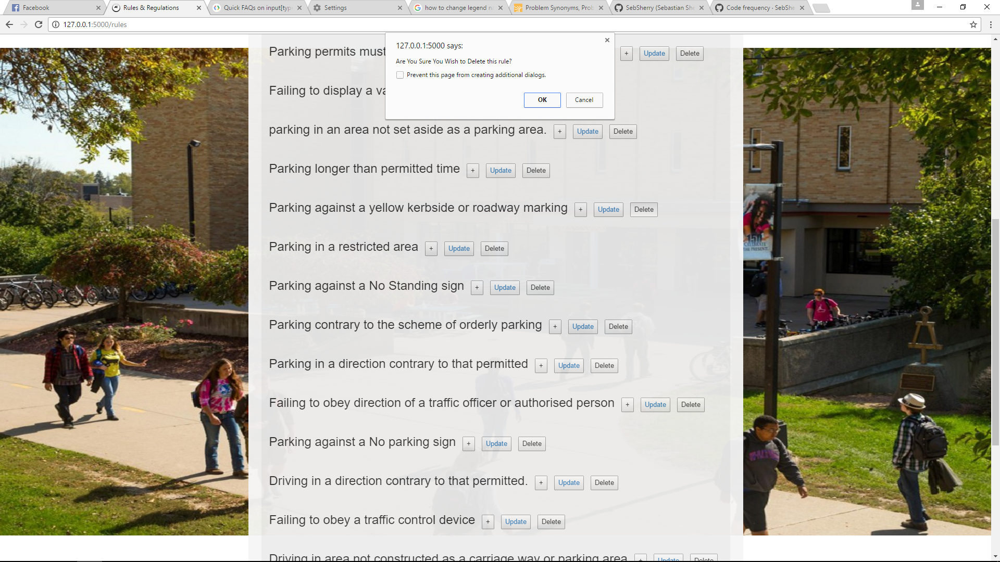 Facebook
Rules & Regulations
Quick FAQs on input[typ
Settings
how to change legend n
Problem Synonyms, Prob
SebSherry (Sebastian She
Code frequency · SebShe
127.0.0.1:5000/rules
127.0.0.1:5000 says:
Are You Sure You Wish to Delete this rule?
Prevent this page from creating additional dialogs.
OK Cancel
Parking permits must + Update Delete
Failing to display a va
parking in an area not set aside as a parking area. + Update Delete
Parking longer than permitted time + Update Delete
Parking against a yellow kerbside or roadway marking + Update Delete
Parking in a restricted area + Update Delete
Parking against a No Standing sign + Update Delete
Parking contrary to the scheme of orderly parking + Update Delete
Parking in a direction contrary to that permitted + Update Delete
Failing to obey direction of a traffic officer or authorised person + Update Delete
Parking against a No parking sign + Update Delete
Driving in a direction contrary to that permitted. + Update Delete
Failing to obey a traffic control device + Update Delete
Driving in area not constructed as a carriage way or parking area + Update Delete
150
CELEBRATE
THE PRESENT